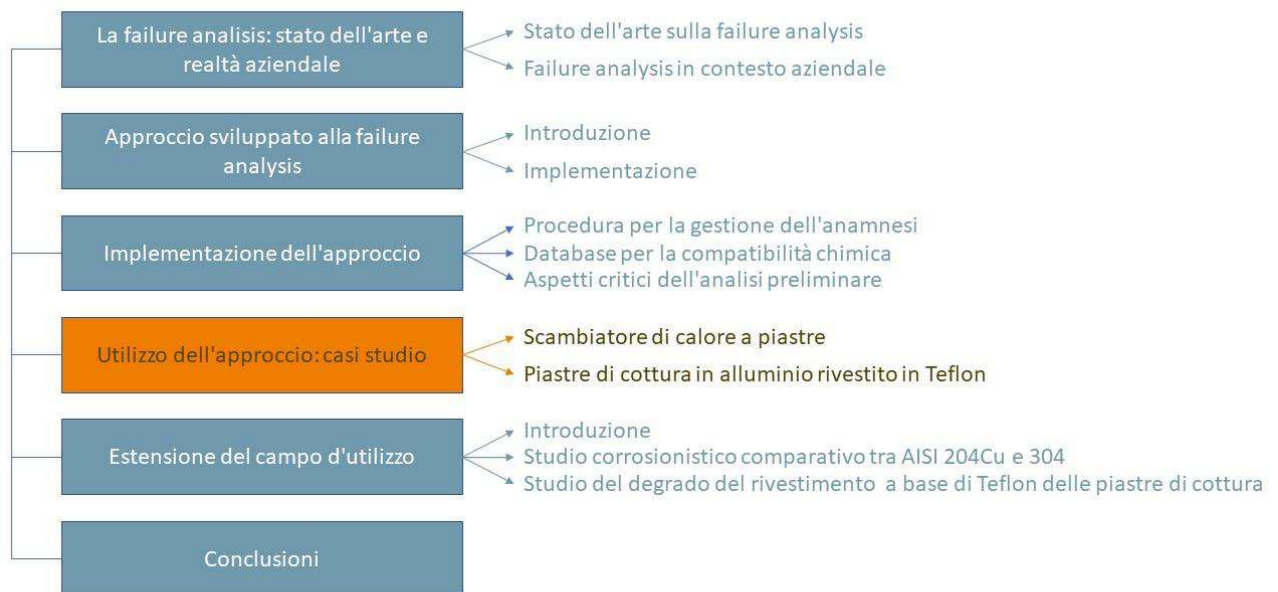 La failure analisis: stato dell'arte e
realtà aziendale
Stato dell'arte sulla failure analysis
Failure analysis in contesto aziendale
Approccio sviluppato alla failure
analysis
Introduzione
Implementazione
Implementazione dell'approccio
Procedura per la gestione dell'anamnesi
Database per la compatibilità chimica
Aspetti critici dell'analisi preliminare
Utilizzo dell'approccio: casi studio
Scambiatore di calore a piastre
Piastre di cottura in alluminio rivestito in Teflon
Estensione del campo d'utilizzo
Introduzione
Studio corrosionistico comparativo tra AISI 204Cu e 304
Studio del degrado del rivestimento a base di Teflon delle piastre di cottura
Conclusioni